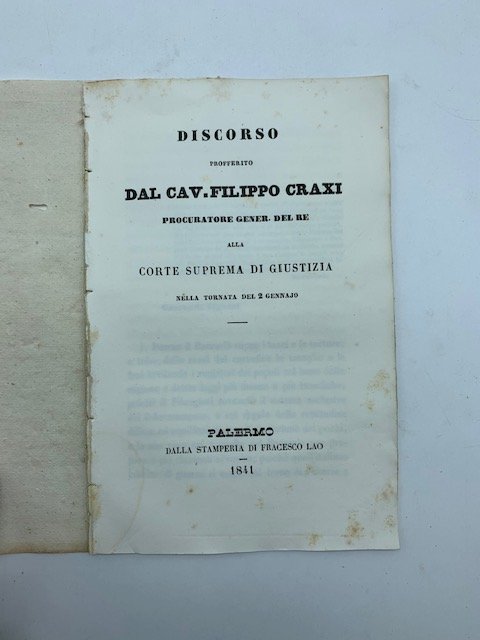 DISCORSO
PROFFERITO
DAL CAV. FILIPPO CRAXI
PROCURATORE GENER. DEL RE
ALLA
CORTE SUPREMA DI GIUSTIZIA
NELLA TORNATA DEL 2 GENNAJO
PALERMO
DALLA STAMPERIA DI FRACESCO LAO
1841